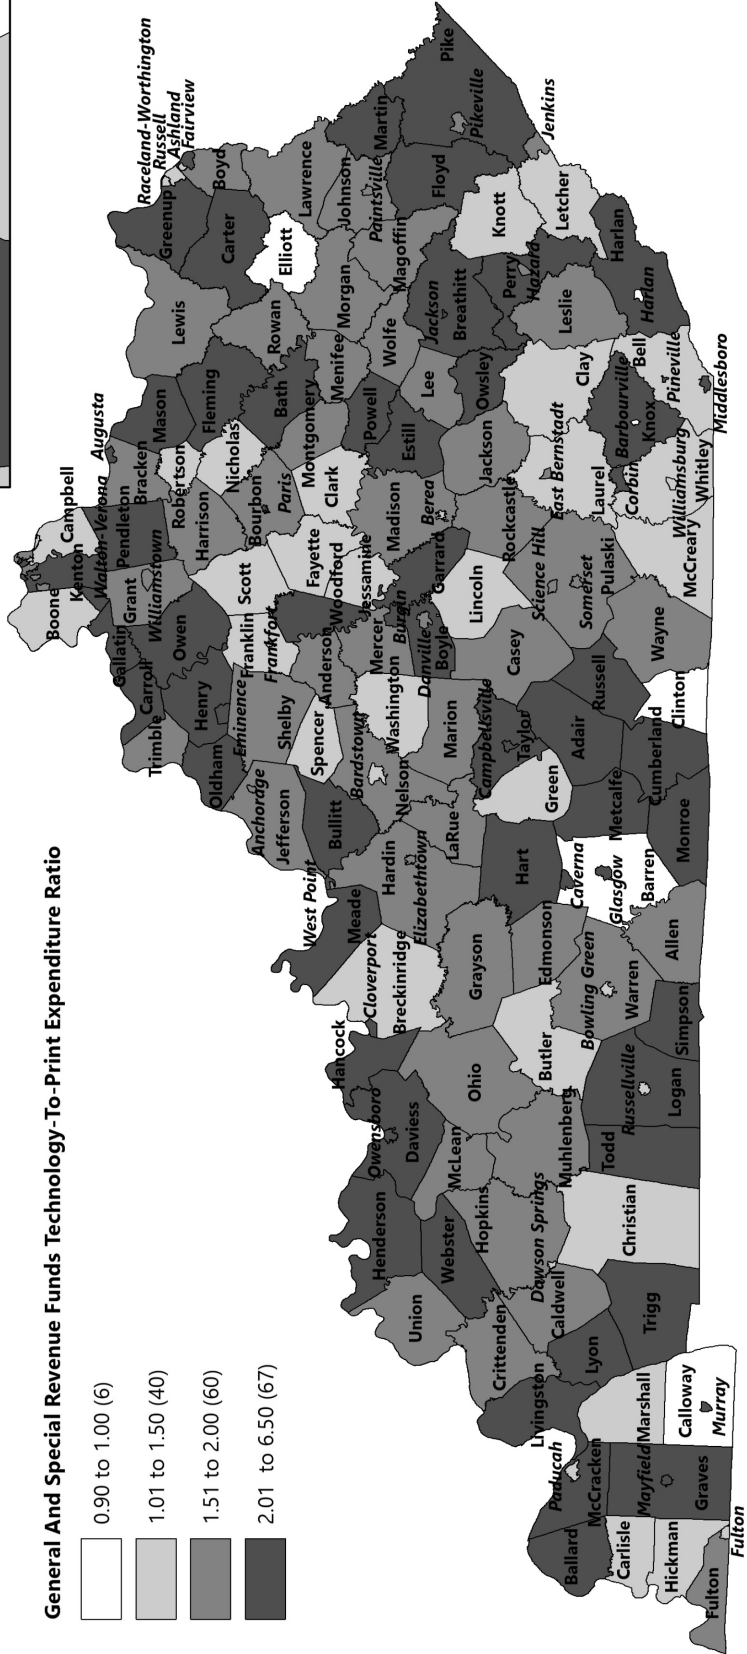 General And Special Revenue Funds Technology-To-Print Expenditure Ratio
0.90 to 1.00 (6)
1.01 to 1.50 (40)
1.51 to 2.00 (60)
2.01 to 6.50 (67)
Raceland-Worthington
Russell
Ashland
Fairview
Greenup
Boyd
Carter
Lewis
Elliott
Lawrence
Rowan
Morgan
Johnson
Paintsville
Martin
Magoffin
Floyd
Pike
Pikeville
Jenkins
Knott
Letcher
Perry
Hazard
Harlan
Harlan
Leslie
Jackson
Breathitt
Wolfe
Menifee
Lee
Owsley
Clay
Bell
Pineville
Middlesboro
Barbourville
Knox
Corbin
Williamsburg
Whitley
Laurel
East Bernstadt
Jackson
Estill
Powell
Montgomery
Bath
Fleming
Mason
Augusta
Bracken
Robertson
Nicholas
Bourbon
Paris
Clark
Madison
Berea
Rockcastle
Science Hill
Somerset
Pulaski
McCreary
Wayne
Lincoln
Garrard
Jessamine
Fayette
Woodford
Scott
Harrison
Pendleton
Campbell
Kenton
Boone
Walton-Verona
Grant
Williamstown
Gallatin
Owen
Carroll
Trimble
Henry
Eminence
Oldham
Shelby
Franklin
Frankfort
Anderson
Mercer
Burgin
Danville
Boyle
Casey
Russell
Clinton
Cumberland
Adair
Taylor
Campbellsville
Marion
Washington
Bardstown
Nelson
Spencer
Anchorage
Jefferson
Bullitt
Hardin
Elizabethtown
LaRue
Green
Metcalfe
Monroe
Hart
Caverna
Glasgow
Barren
Allen
Edmonson
Bowling Green
Warren
Simpson
Grayson
West Point
Meade
Cloverport
Breckinridge
Hancock
Owensboro
Daviess
Ohio
Butler
Muhlenberg
Russellville
Logan
Todd
McLean
Henderson
Webster
Hopkins
Dawson Springs
Christian
Union
Crittenden
Caldwell
Lyon
Trigg
Livingston
Marshall
Calloway
Murray
Paducah
McCracken
Mayfield
Graves
Ballard
Carlisle
Hickman
Fulton
Fulton